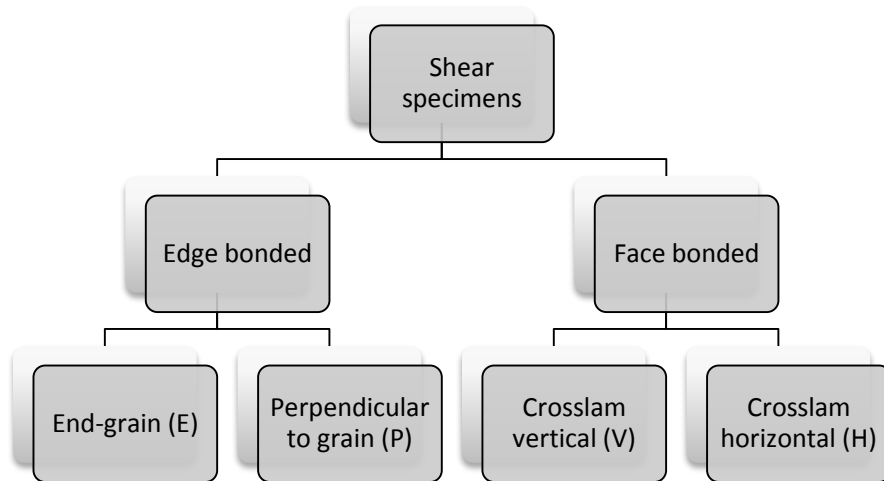 Shear
specimens
Edge bonded
Face bonded
End-grain (E)
Perpendicular
to grain (P)
Crosslam
vertical (V)
Crosslam
horizontal (H)